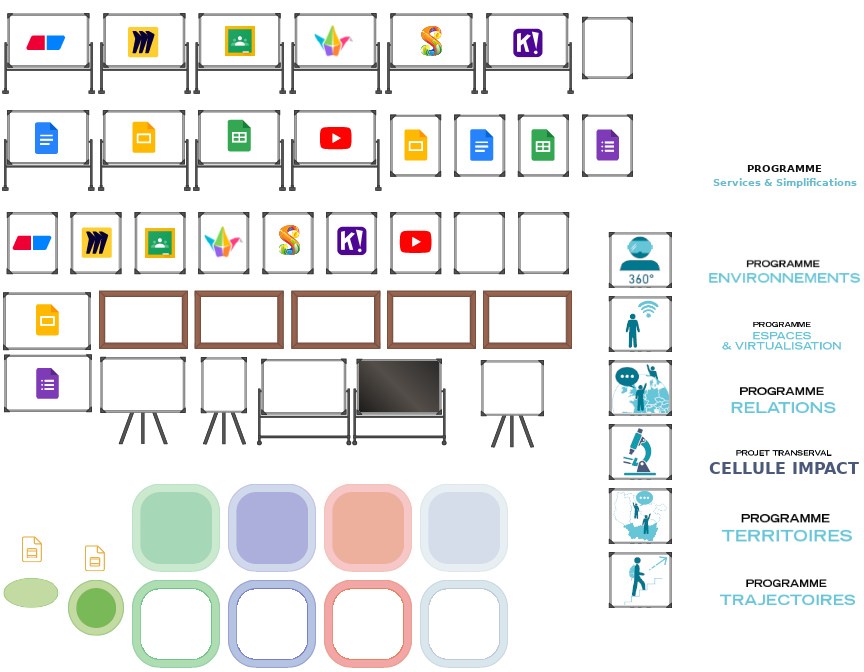 K!
PROGRAMME
Services & Simplifications
K!
360°
PROGRAMME
ENVIRONNEMENTS
PROGRAMME
ESPACES
& VIRTUALISATION
PROGRAMME
RELATIONS
PROJET TRANSERVAL
CELLULE IMPACT
PROGRAMME
TERRITOIRES
PROGRAMME
TRAJECTOIRES